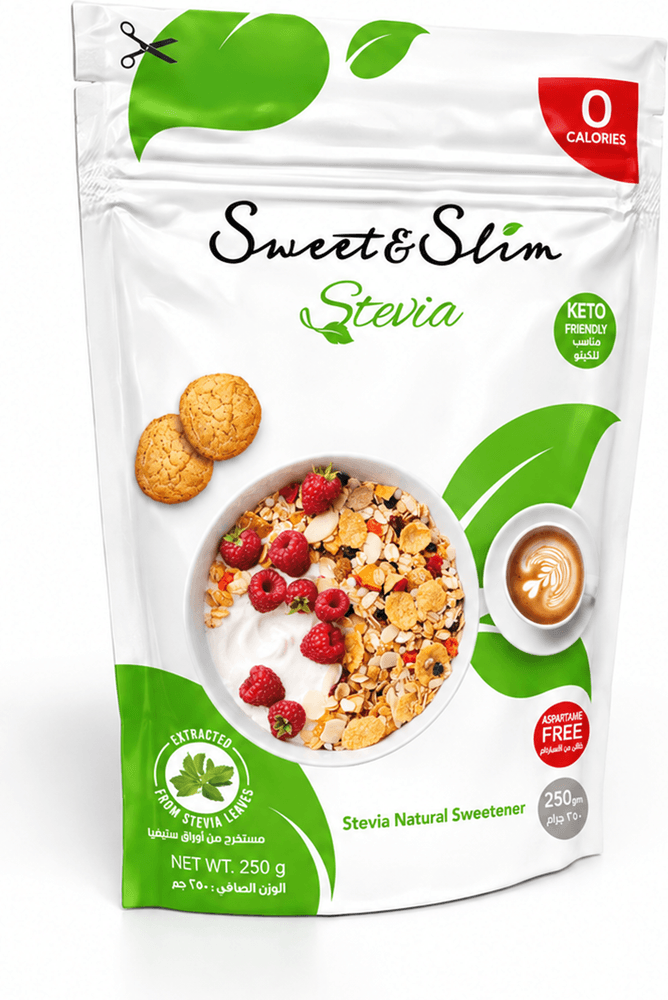 0
CALORIES
Sweet & Slim
Stevia
KETO
FRIENDLY
مناسب
للكيتو
ASPARTAME
FREE
خالي من اسبارتام
EXTRACTED
FROM STEVIA LEAVES
مستخرج من أوراق ستيفيا
Stevia Natural Sweetener
250gm
٢٥٠ جرام
NET WT. 250 g
الوزن الصافي : ٢٥٠ جم